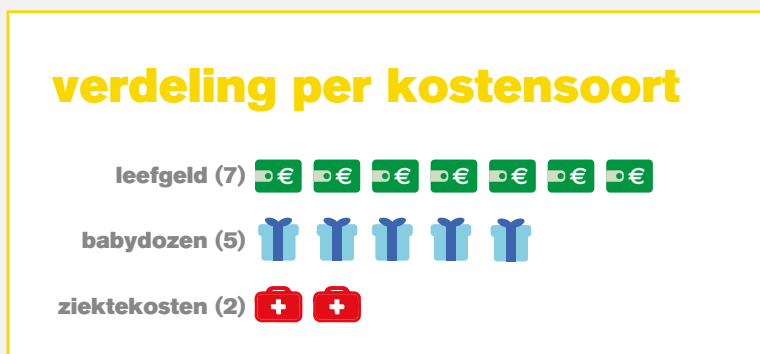 verdeling per kostensoort
leefgeld (7) € € € € € € €
babydozen (5)
ziektekosten (2)